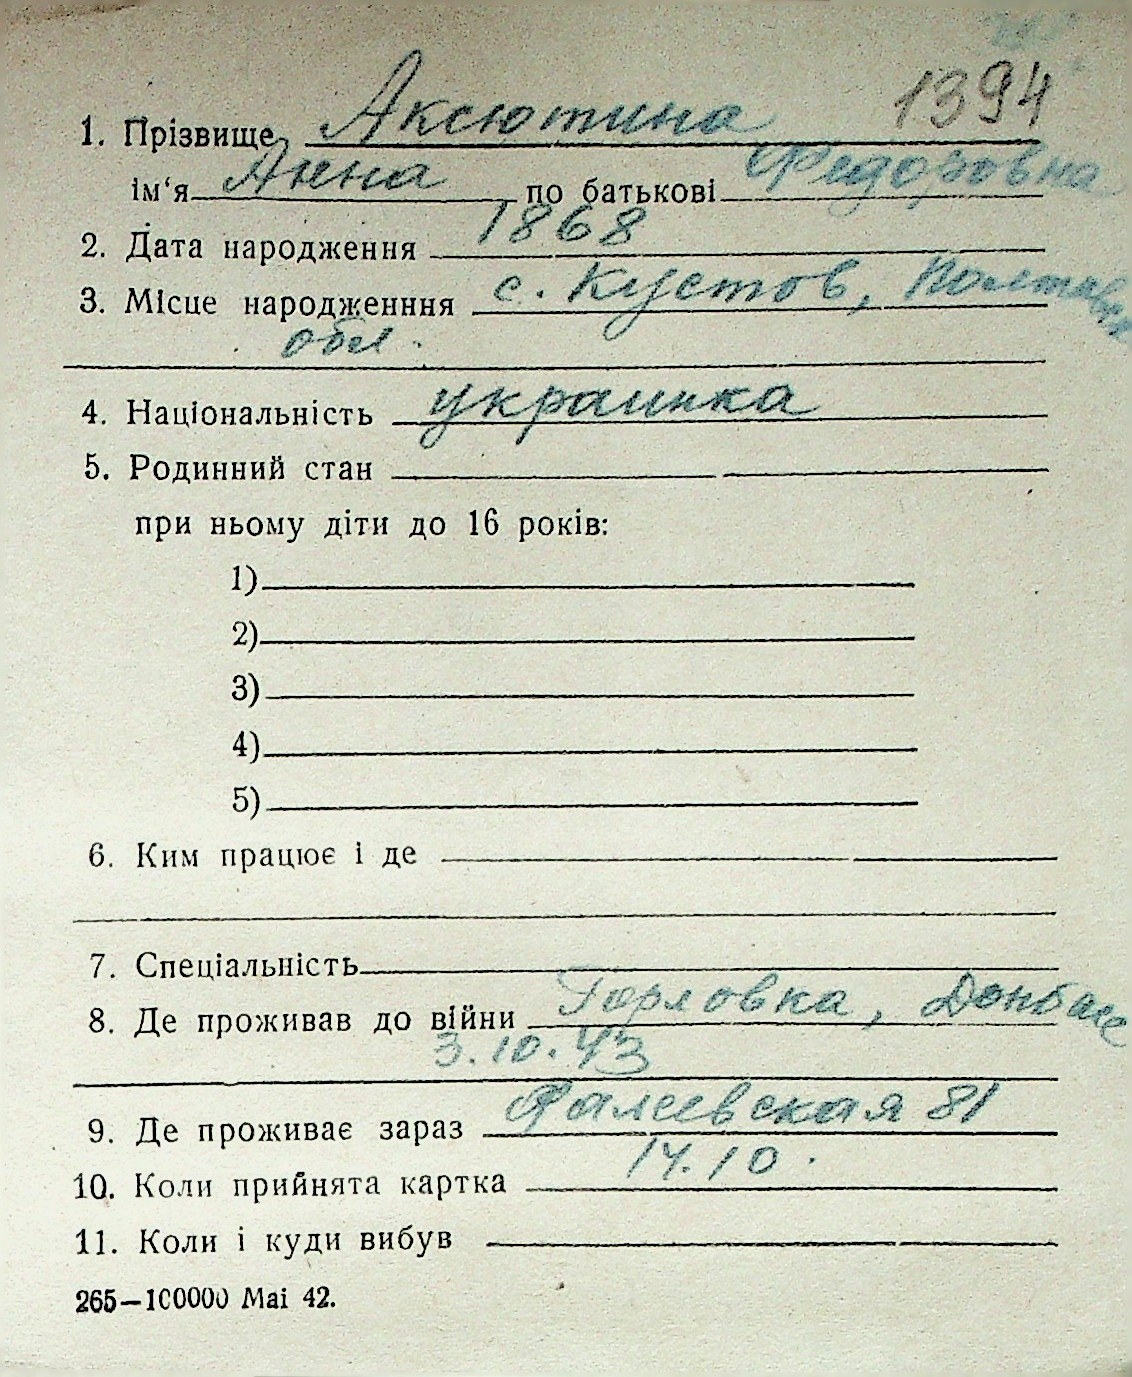 1394
1. Прізвище Аксютина
ім‘я Анна по батькові Федоровна
2. Дата народження 1868
3. Місце народженння с. Кустов, Полтавск
обл.
4. Національність украинка
5. Родинний стан
при ньому діти до 16 років:
1)
2)
3)
4)
5)
6. Ким працює і де
7. Спеціальність
8. Де проживав до війни Горловка, Донбасс
3.10.43
9. Де проживає зараз Фалеевская 81
10. Коли прийнята картка 14.10.
11. Коли і куди вибув
265—100000 Mai 42.